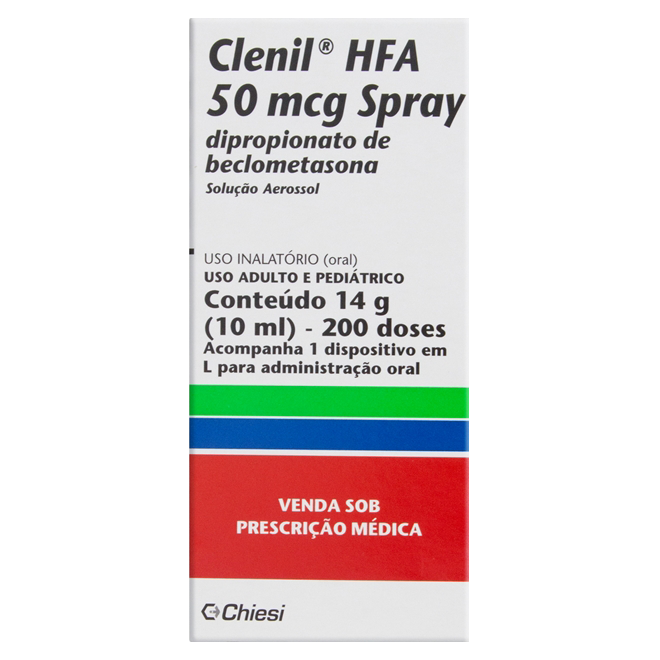 Clenil® HFA
50 mcg Spray
dipropionato de
beclometasona
Solução Aerossol
USO INALATÓRIO (oral)
USO ADULTO E PEDIÁTRICO
Conteúdo 14 g
(10 ml) - 200 doses
Acompanha 1 dispositivo em
L para administração oral
VENDA SOB
PRESCRIÇÃO MÉDICA
Chiesi